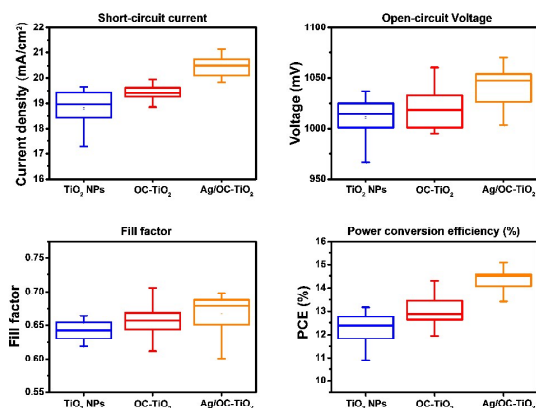 Short-circuit current
Current density (mA/cm²)
22
21
20
19
18
17
16
TiO₂ NPs OC-TiO₂ Ag/OC-TiO₂
Open-circuit Voltage
Voltage (mV)
1100
1050
1000
950
TiO₂ NPs OC-TiO₂ Ag/OC-TiO₂
Fill factor
Fill factor
0.75
0.70
0.65
0.60
0.55
TiO₂ NPs OC-TiO₂ Ag/OC-TiO₂
Power conversion efficiency (%)
PCE (%)
16
15
14
13
12
11
10
TiO₂ NPs OC-TiO₂ Ag/OC-TiO₂